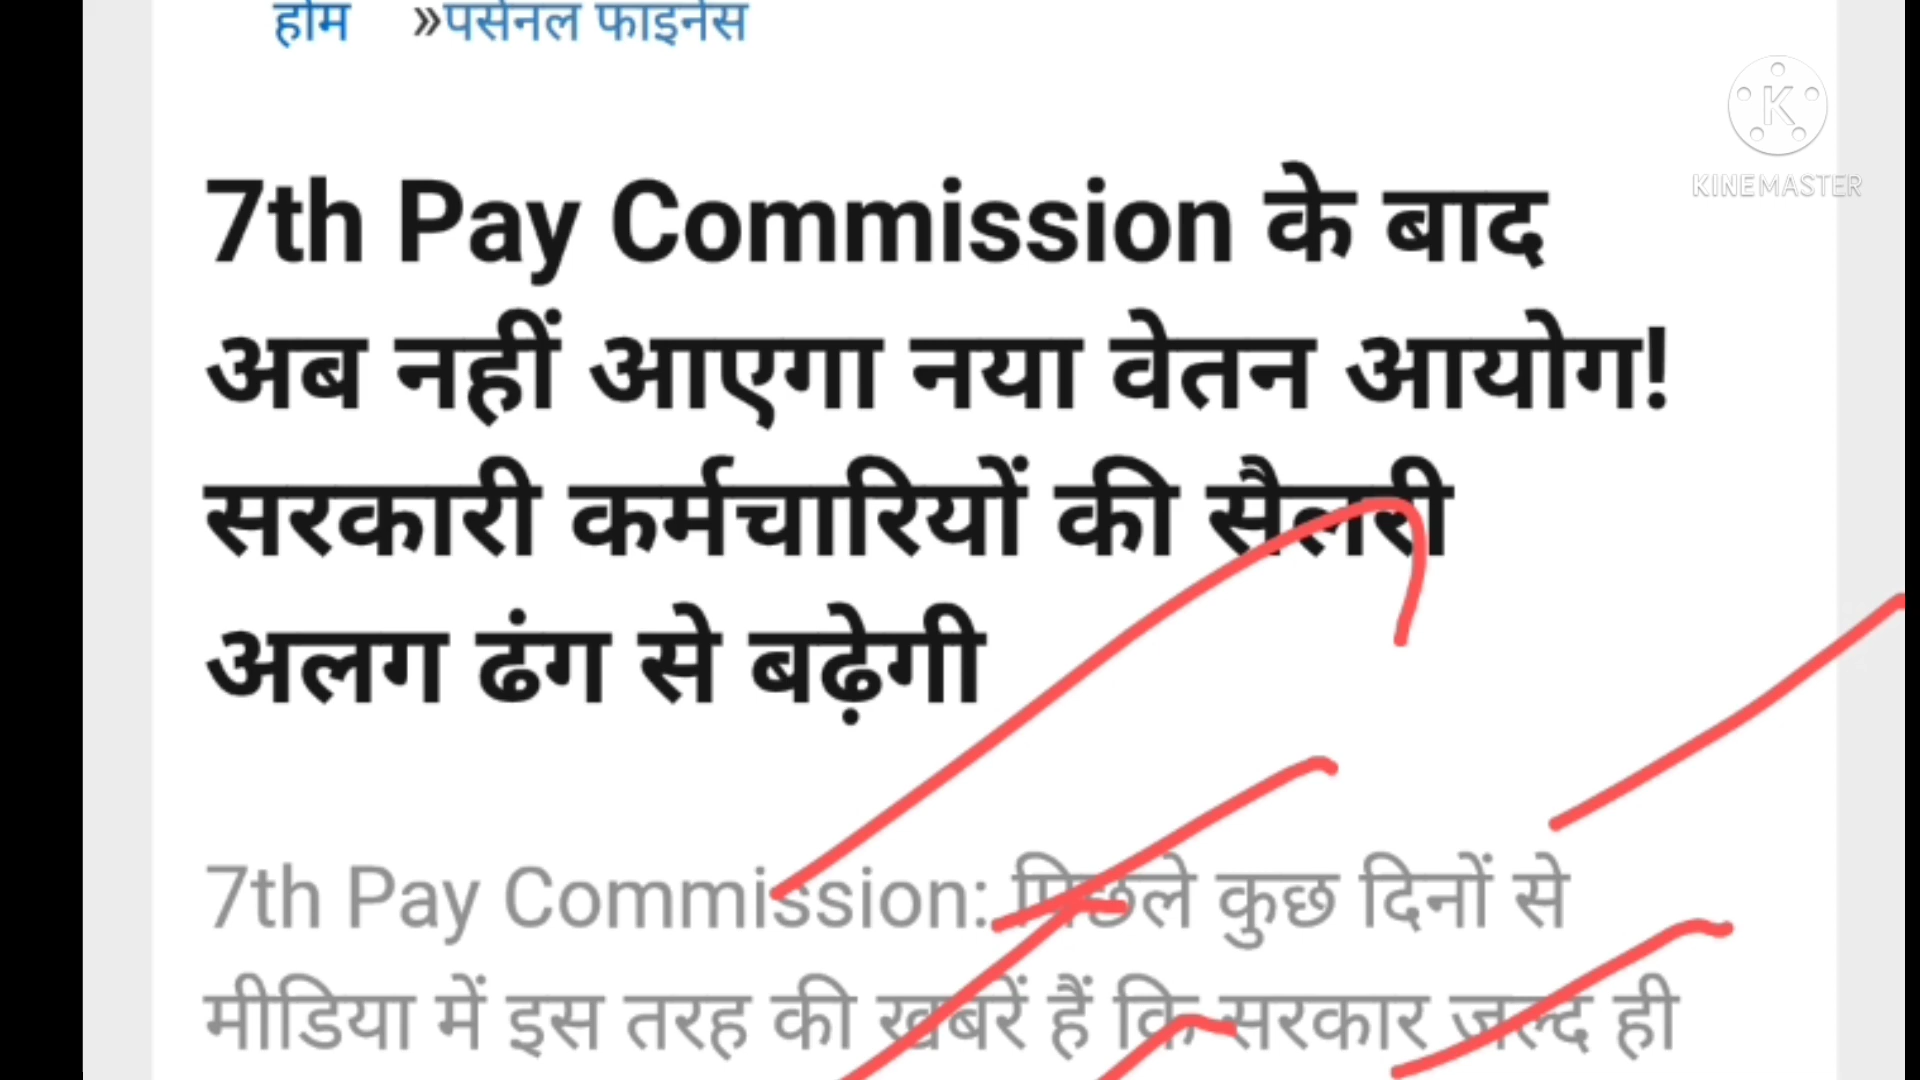 होम »पर्सनल फाइनेंस
KINEMASTER
7th Pay Commission के बाद
अब नहीं आएगा नया वेतन आयोग!
सरकारी कर्मचारियों की सैलरी
अलग ढंग से बढ़ेगी
7th Pay Commission: पिछले कुछ दिनों से
मीडिया में इस तरह की खबरें हैं कि सरकार जल्द ही